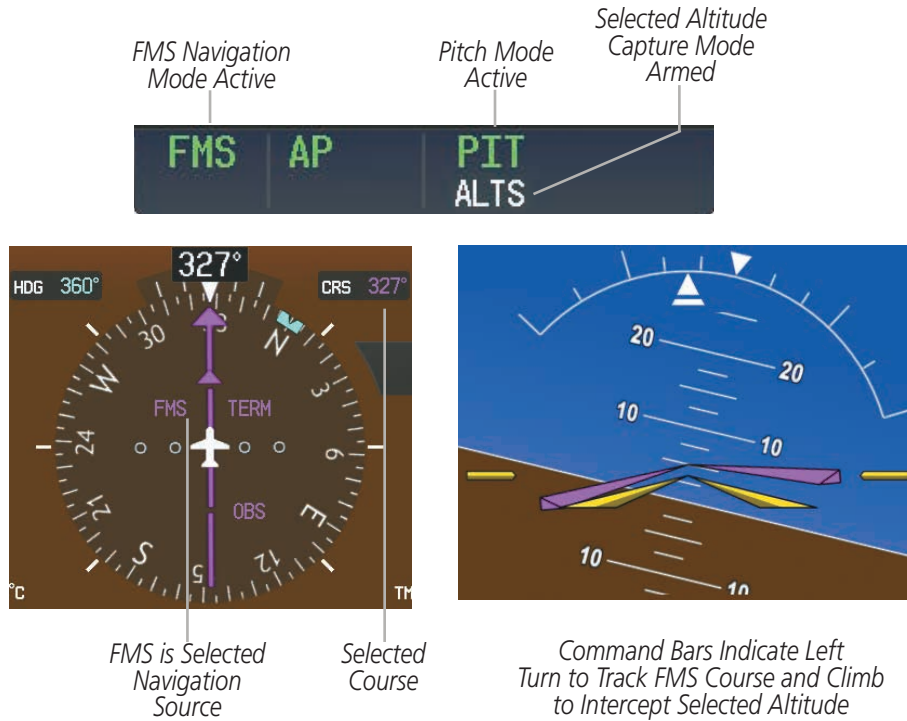 FMS Navigation
Mode Active
Pitch Mode
Active
Selected Altitude
Capture Mode
Armed
FMS AP PIT
ALTS
HDG 360°
327°
CRS 327°
30
N
W
3
FMS TERM
24
6
OBS
21
E
S
12
15
°C
TM
20
20
10
10
10
10
FMS is Selected
Navigation
Source
Selected
Course
Command Bars Indicate Left
Turn to Track FMS Course and Climb
to Intercept Selected Altitude